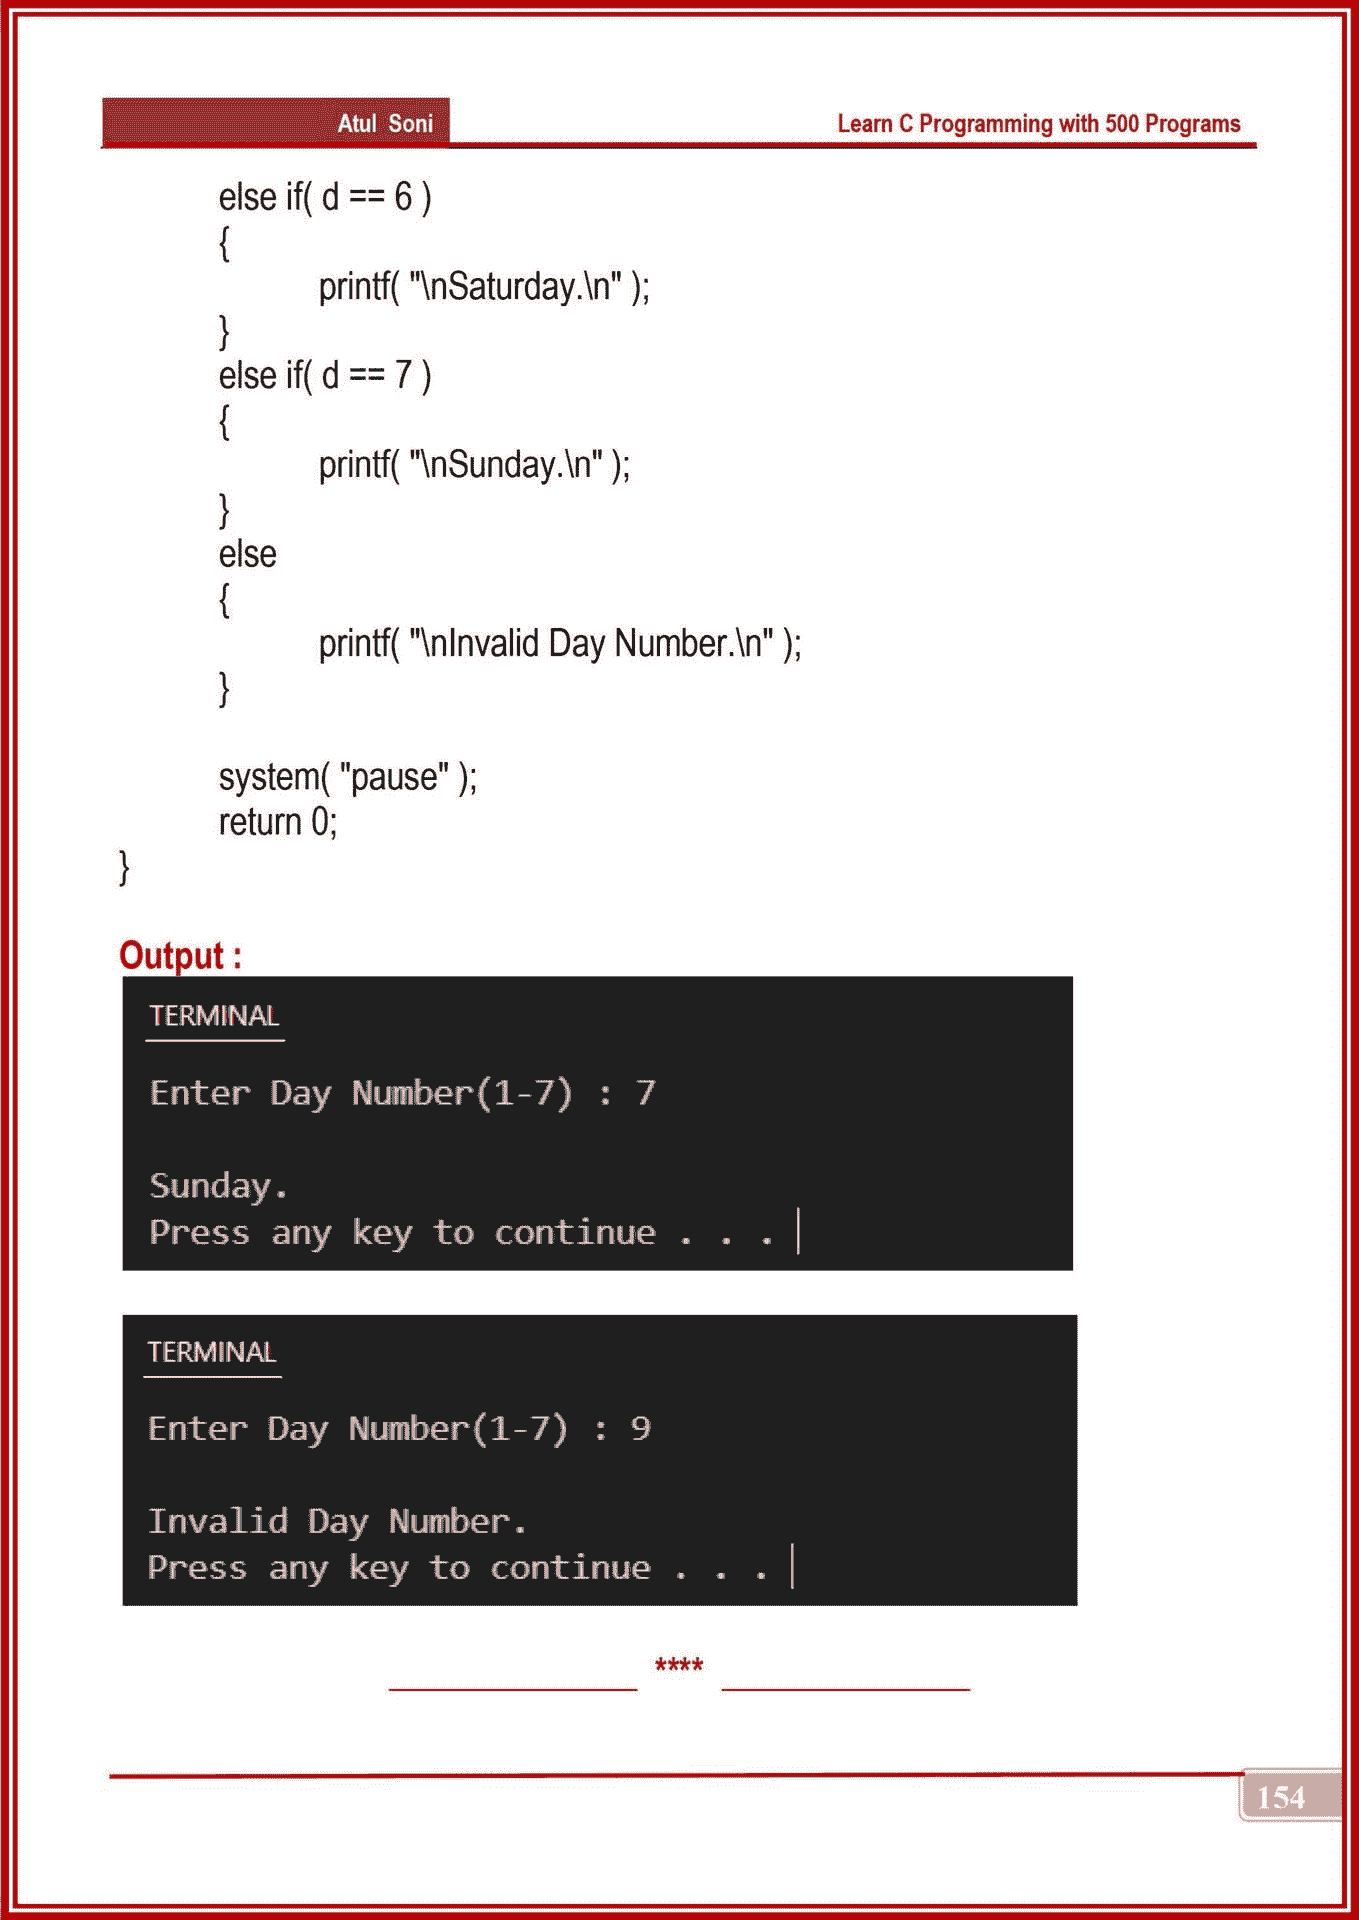 Atul Soni
Learn C Programming with 500 Programs
else if( d == 6 )
{
printf( "\nSaturday.\n" );
}
else if( d == 7 )
{
printf( "\nSunday.\n" );
}
else
{
printf( "\nInvalid Day Number.\n" );
}
system( "pause" );
return 0;
}
Output :
TERMINAL
Enter Day Number(1-7) : 7
Sunday.
Press any key to continue . . .
TERMINAL
Enter Day Number(1-7) : 9
Invalid Day Number.
Press any key to continue . . .
****
154